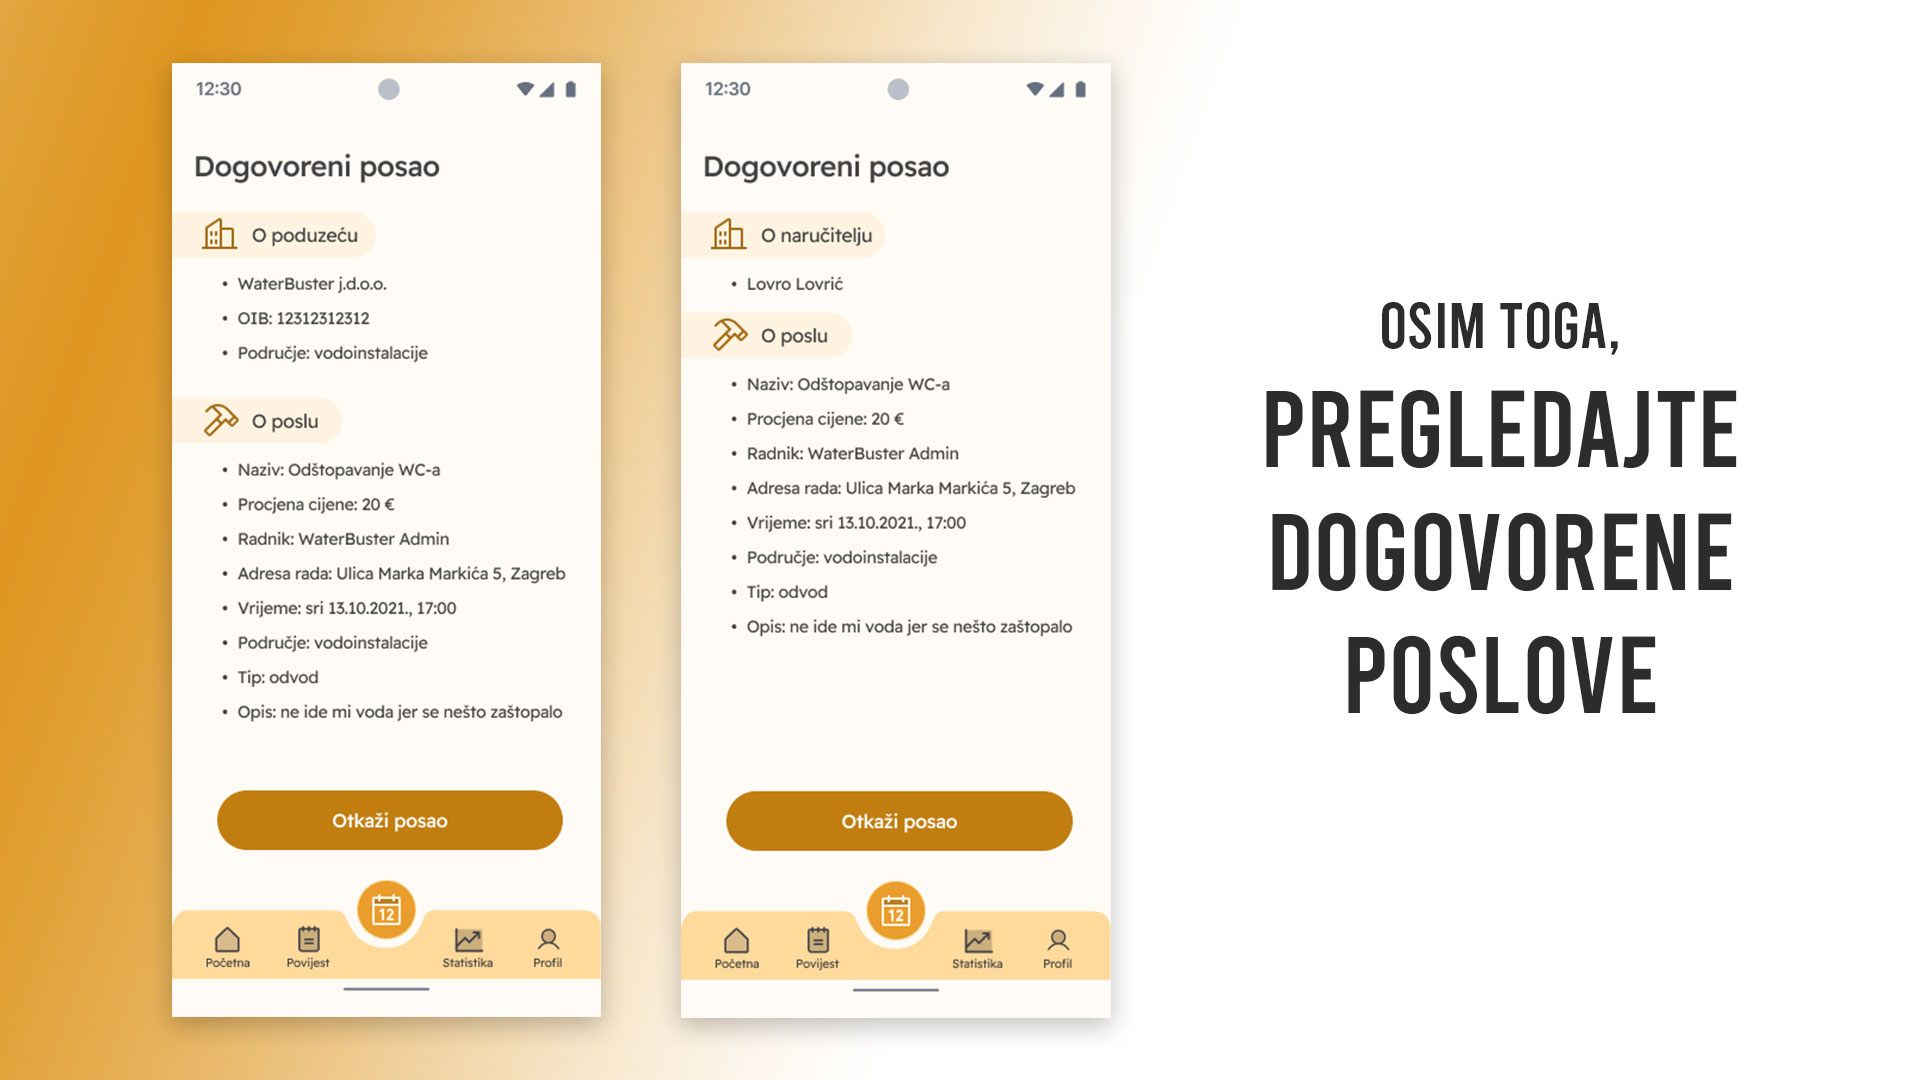 12:30
Dogovoreni posao
O poduzeću
• WaterBuster j.d.o.o.
• OIB: 12312312312
• Područje: vodoinstalacije
O poslu
• Naziv: Odštopavanje WC-a
• Procjena cijene: 20 €
• Radnik: WaterBuster Admin
• Adresa rada: Ulica Marka Markića 5, Zagreb
• Vrijeme: sri 13.10.2021., 17:00
• Područje: vodoinstalacije
• Tip: odvod
• Opis: ne ide mi voda jer se nešto zaštopalo
Otkaži posao
12
Početna
Povijest
Statistika
Profil
12:30
Dogovoreni posao
O naručitelju
• Lovro Lovrić
O poslu
• Naziv: Odštopavanje WC-a
• Procjena cijene: 20 €
• Radnik: WaterBuster Admin
• Adresa rada: Ulica Marka Markića 5, Zagreb
• Vrijeme: sri 13.10.2021., 17:00
• Područje: vodoinstalacije
• Tip: odvod
• Opis: ne ide mi voda jer se nešto zaštopalo
Otkaži posao
12
Početna
Povijest
Statistika
Profil
OSIM TOGA,
PREGLEDAJTE
DOGOVORENE
POSLOVE